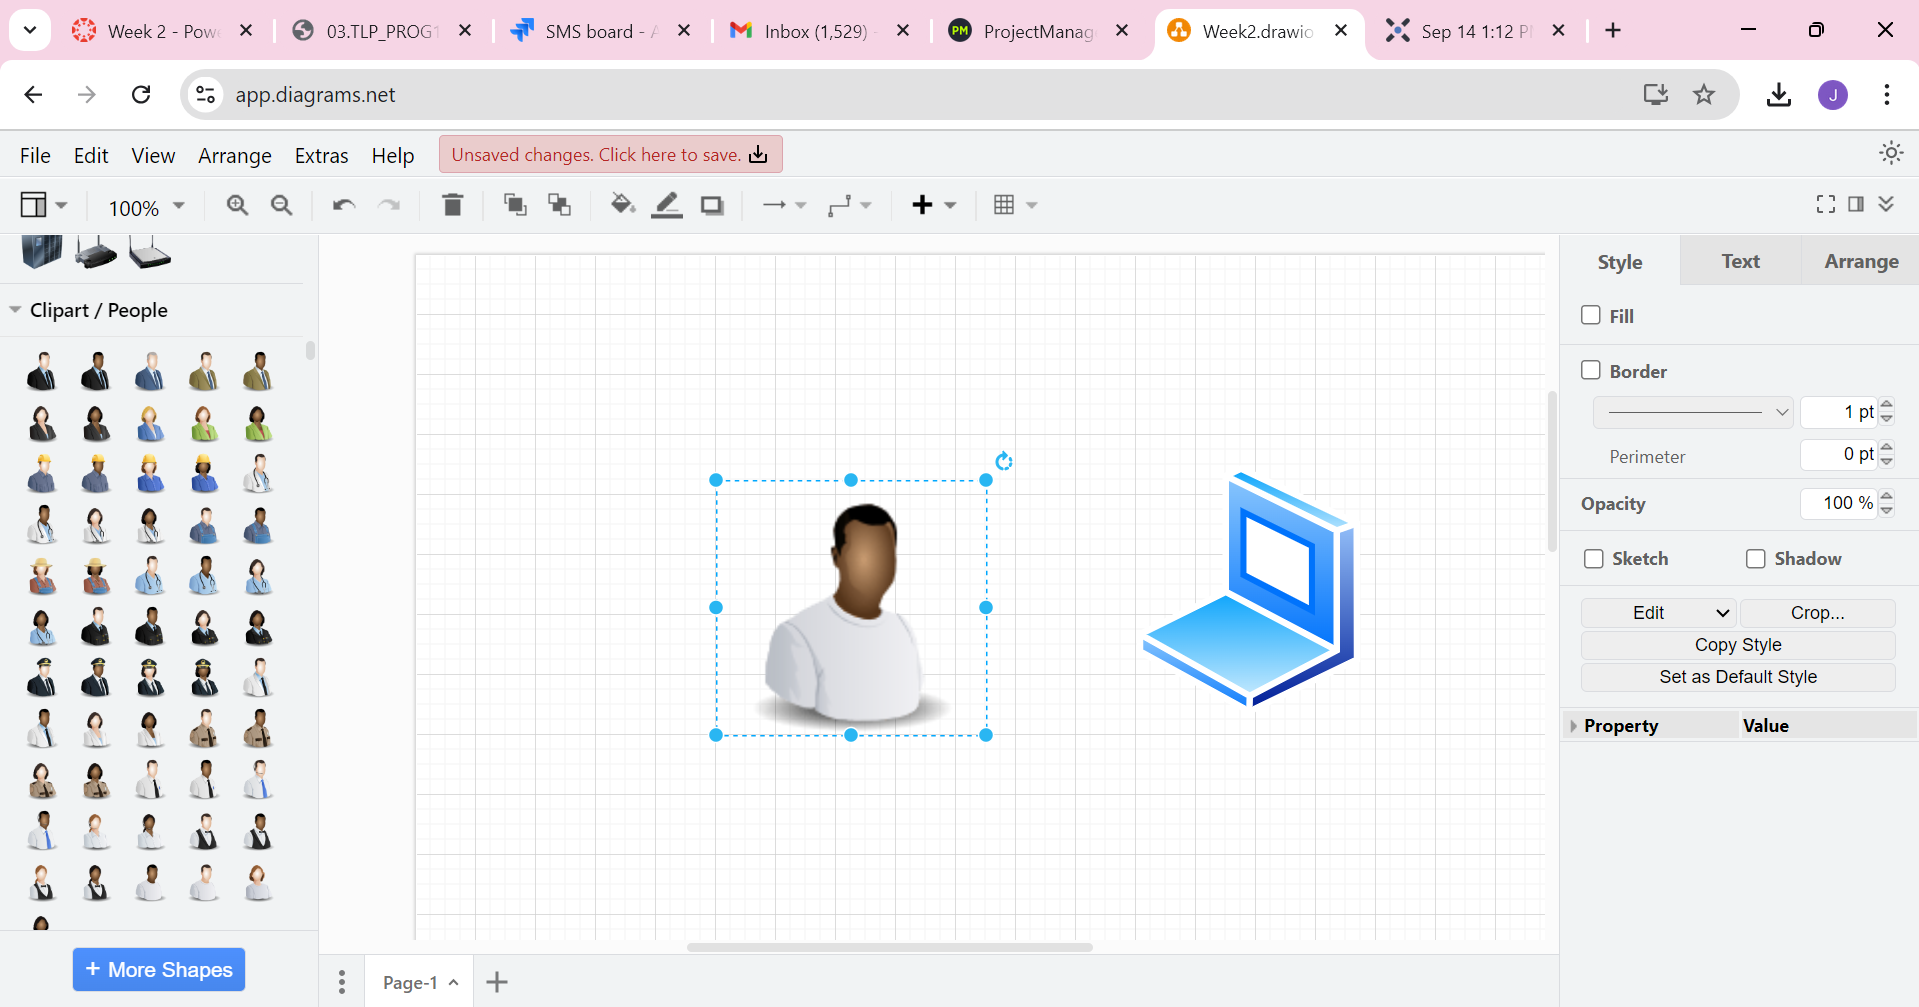 Week 2 - Pow
03.TLP_PROG1
SMS board - A
Inbox (1,529) -
PM
ProjectManag
Week2.drawio
Sep 14 1:12 P
app.diagrams.net
J
File Edit View Arrange Extras Help
Unsaved changes. Click here to save.
100%
Clipart / People
+ More Shapes
Page-1
Style Text Arrange
Fill
Border
1 pt
Perimeter 0 pt
Opacity 100 %
Sketch Shadow
Edit Crop...
Copy Style
Set as Default Style
Property Value